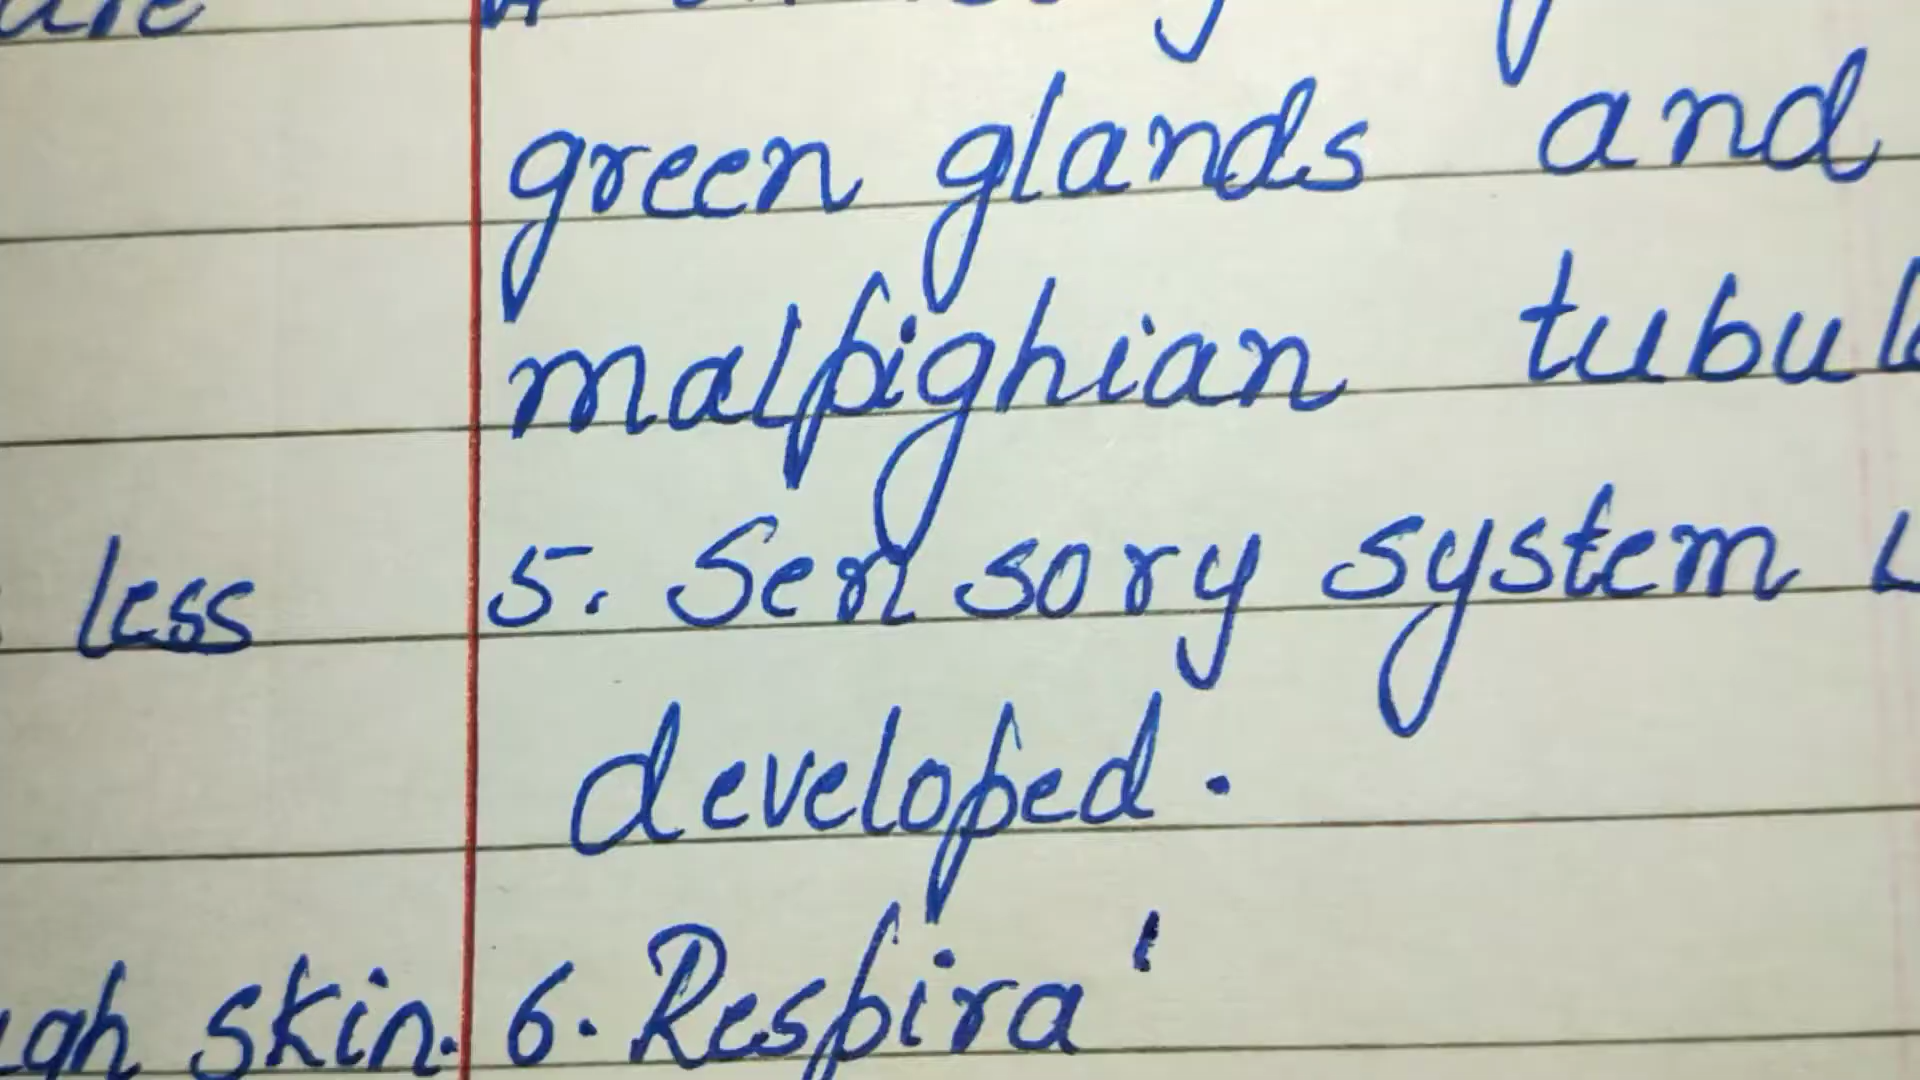 green glands and
malpighian
less 5. Sensory system
developed.
skin. 6. Respira